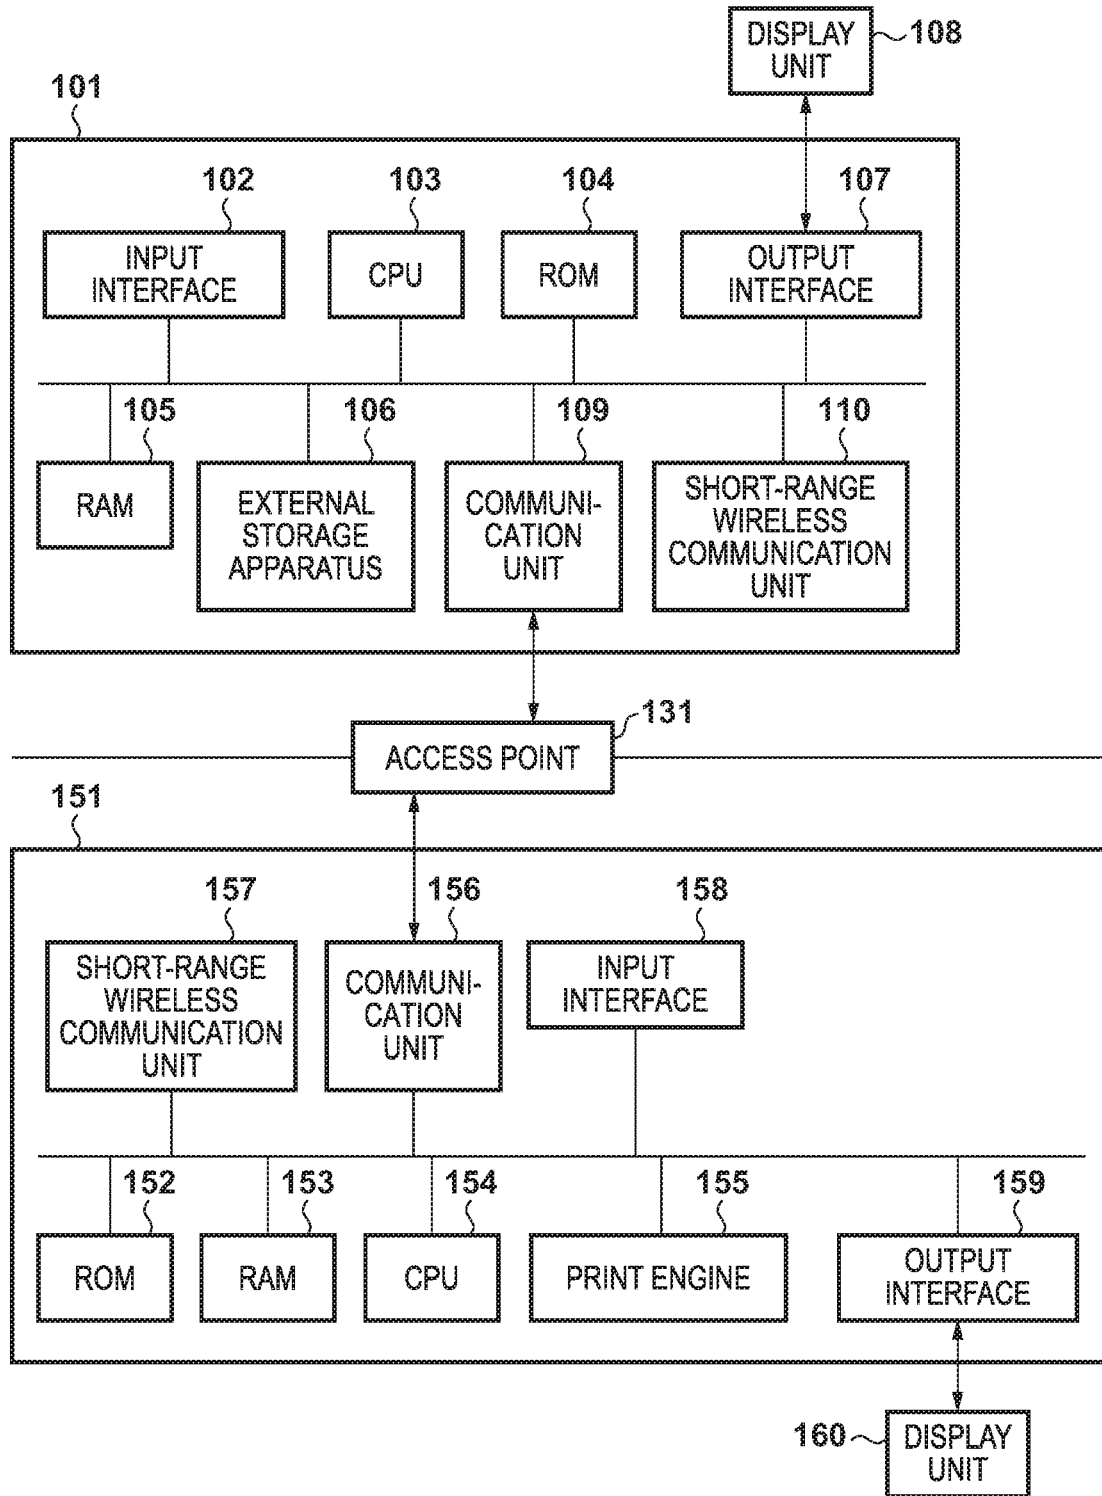 DISPLAY
UNIT
108
101
102
103
104
107
INPUT
INTERFACE
CPU
ROM
OUTPUT
INTERFACE
105
106
109
110
RAM
EXTERNAL
STORAGE
APPARATUS
COMMUNI-
CATION
UNIT
SHORT-RANGE
WIRELESS
COMMUNICATION
UNIT
131
ACCESS POINT
151
157
156
158
SHORT-RANGE
WIRELESS
COMMUNICATION
UNIT
COMMUNI-
CATION
UNIT
INPUT
INTERFACE
152
153
154
155
159
ROM
RAM
CPU
PRINT ENGINE
OUTPUT
INTERFACE
160
DISPLAY
UNIT